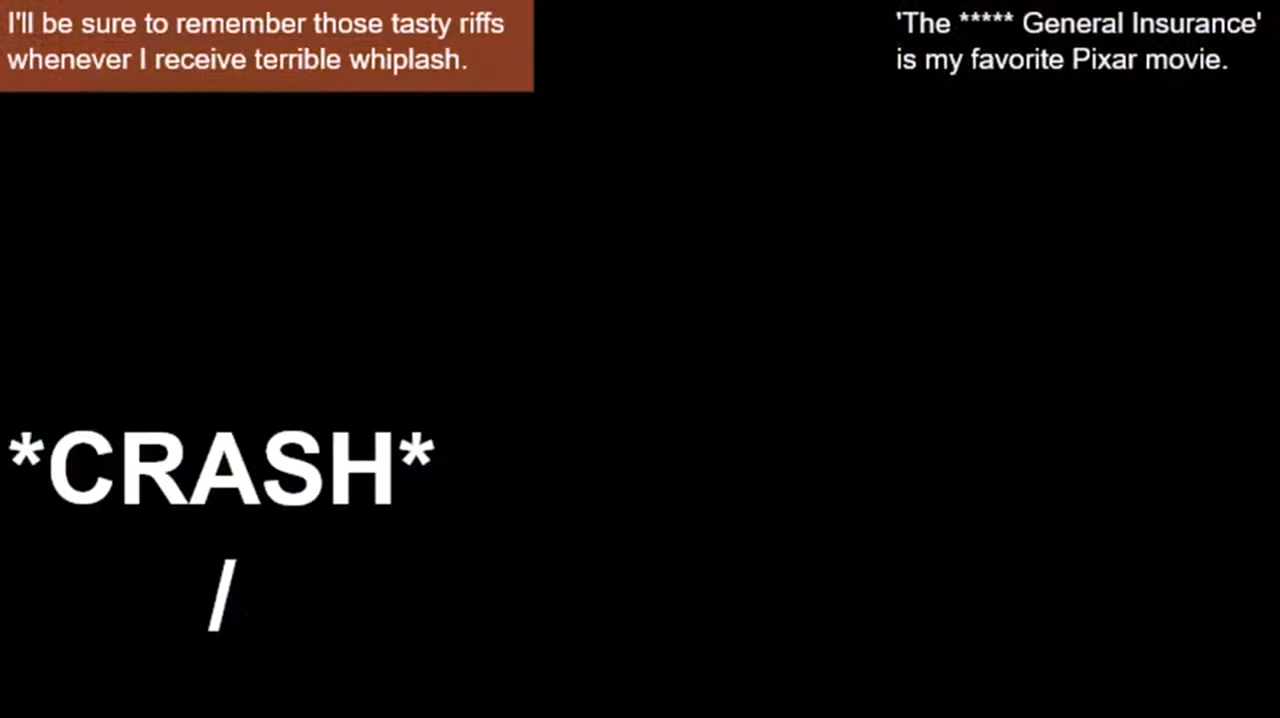 I'll be sure to remember those tasty riffs
whenever I receive terrible whiplash.
'The ***** General Insurance'
is my favorite Pixar movie.
*CRASH*
/